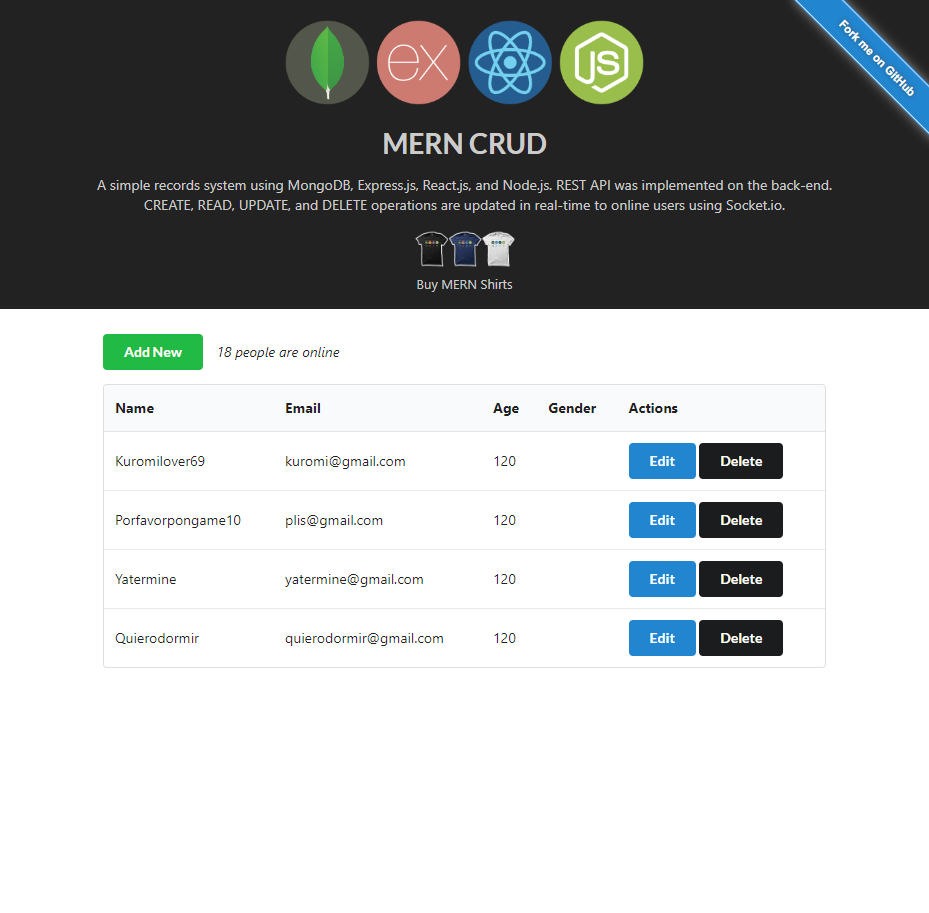 Fork me on GitHub
ex
JS
MERN CRUD
A simple records system using MongoDB, Express.js, React.js, and Node.js. REST API was implemented on the back-end.
CREATE, READ, UPDATE, and DELETE operations are updated in real-time to online users using Socket.io.
Buy MERN Shirts
Add New 18 people are online
Name Email Age Gender Actions
Kuromilover69 kuromi@gmail.com 120 Edit Delete
Porfavorpongame10 plis@gmail.com 120 Edit Delete
Yatermine yatermine@gmail.com 120 Edit Delete
Quierodormir quierodormir@gmail.com 120 Edit Delete